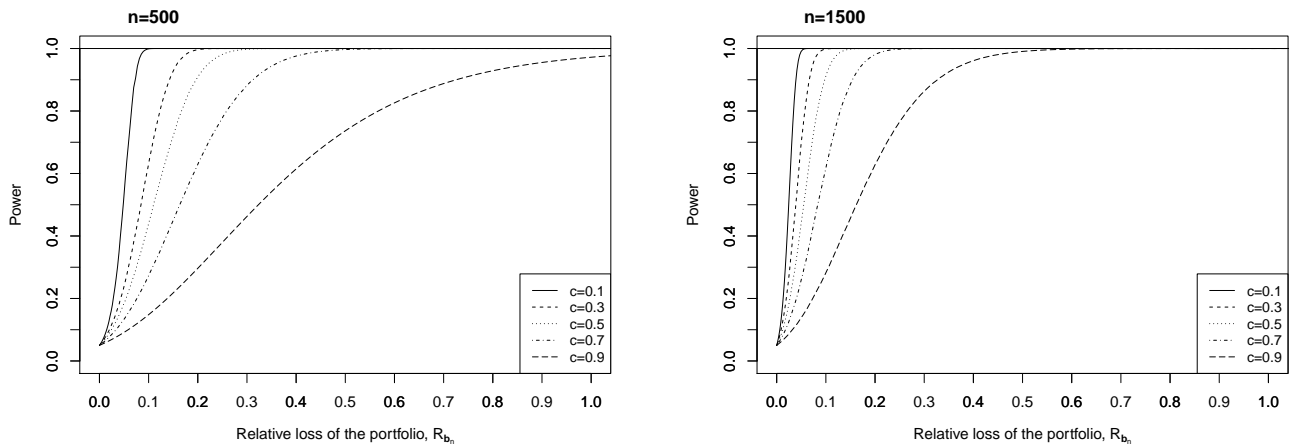 n=500
Power
0.0 0.2 0.4 0.6 0.8 1.0
c=0.1
c=0.3
c=0.5
c=0.7
c=0.9
0.0 0.1 0.2 0.3 0.4 0.5 0.6 0.7 0.8 0.9 1.0
Relative loss of the portfolio, R_b_n
n=1500
Power
0.0 0.2 0.4 0.6 0.8 1.0
c=0.1
c=0.3
c=0.5
c=0.7
c=0.9
0.0 0.1 0.2 0.3 0.4 0.5 0.6 0.7 0.8 0.9 1.0
Relative loss of the portfolio, R_b_n